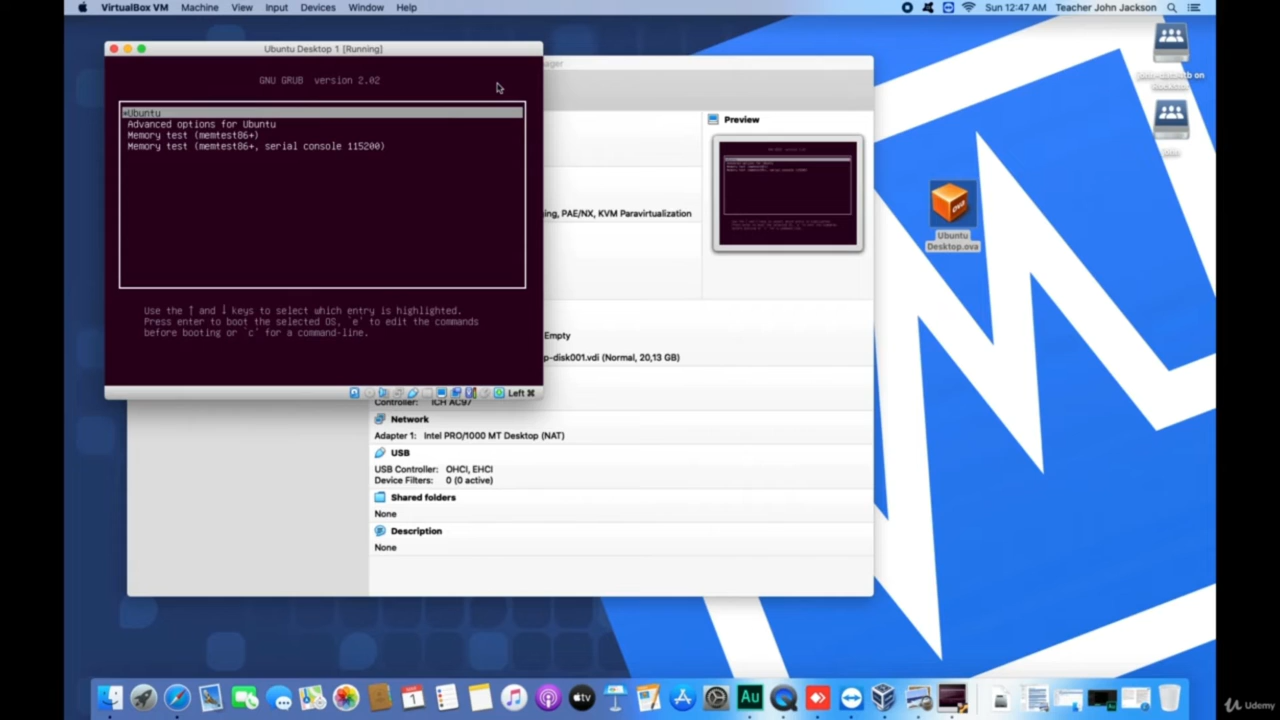 VirtualBox VM Machine View Input Devices Window Help Sun 12:47 AM Teacher John Jackson
Ubuntu Desktop 1 [Running]
GNU GRUB version 2.02
*Ubuntu
Advanced options for Ubuntu
Memory test (memtest86+)
Memory test (memtest86+, serial console 115200)
Use the ↑ and ↓ keys to select which entry is highlighted.
Press enter to boot the selected OS, `e' to edit the commands
before booting or `c' for a command-line.
Left ⌘
ager
Preview
ing, PAE/NX, KVM Paravirtualization
Empty
p-disk001.vdi (Normal, 20,13 GB)
Controller: ICH AC97
Network
Adapter 1: Intel PRO/1000 MT Desktop (NAT)
USB
USB Controller: OHCI, EHCI
Device Filters: 0 (0 active)
Shared folders
None
Description
None
OVA
Ubuntu
Desktop.ova
tv
Au
Udemy